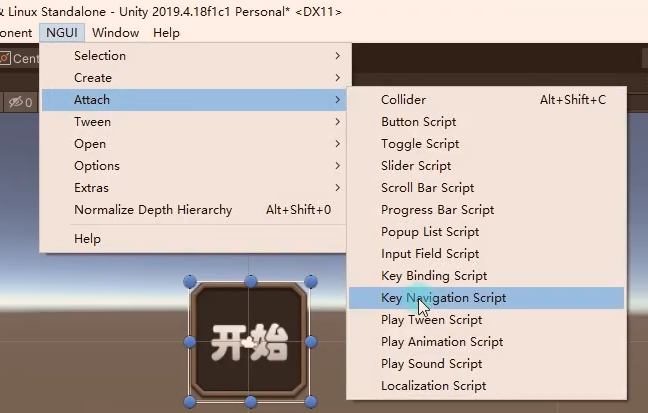 & Linux Standalone - Unity 2019.4.18f1c1 Personal* <DX11>
onent NGUI Window Help
Cent
0
Selection
Create
Attach
Tween
Open
Options
Extras
Normalize Depth Hierarchy Alt+Shift+0
Help
Collider Alt+Shift+C
Button Script
Toggle Script
Slider Script
Scroll Bar Script
Progress Bar Script
Popup List Script
Input Field Script
Key Binding Script
Key Navigation Script
Play Tween Script
Play Animation Script
Play Sound Script
Localization Script
开始